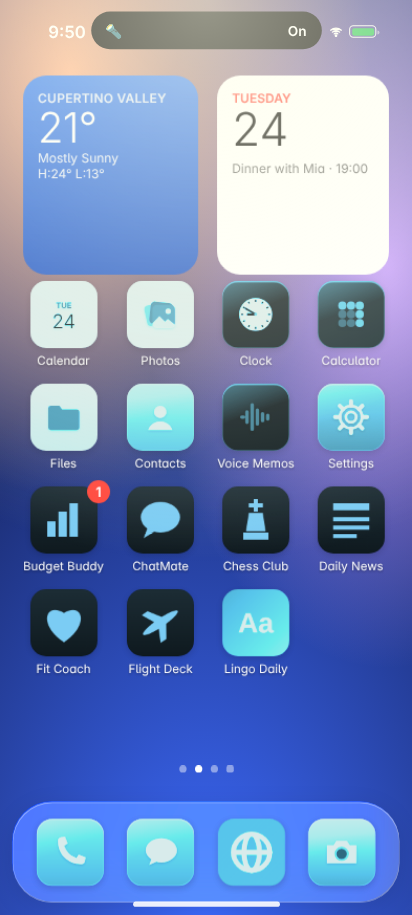 9:50
On
CUPERTINO VALLEY
21°
Mostly Sunny
H:24° L:13°
TUESDAY
24
Dinner with Mia · 19:00
TUE
24
Calendar
Photos
Clock
Calculator
Files
Contacts
Voice Memos
Settings
1
Budget Buddy
ChatMate
Chess Club
Daily News
Aa
Fit Coach
Flight Deck
Lingo Daily